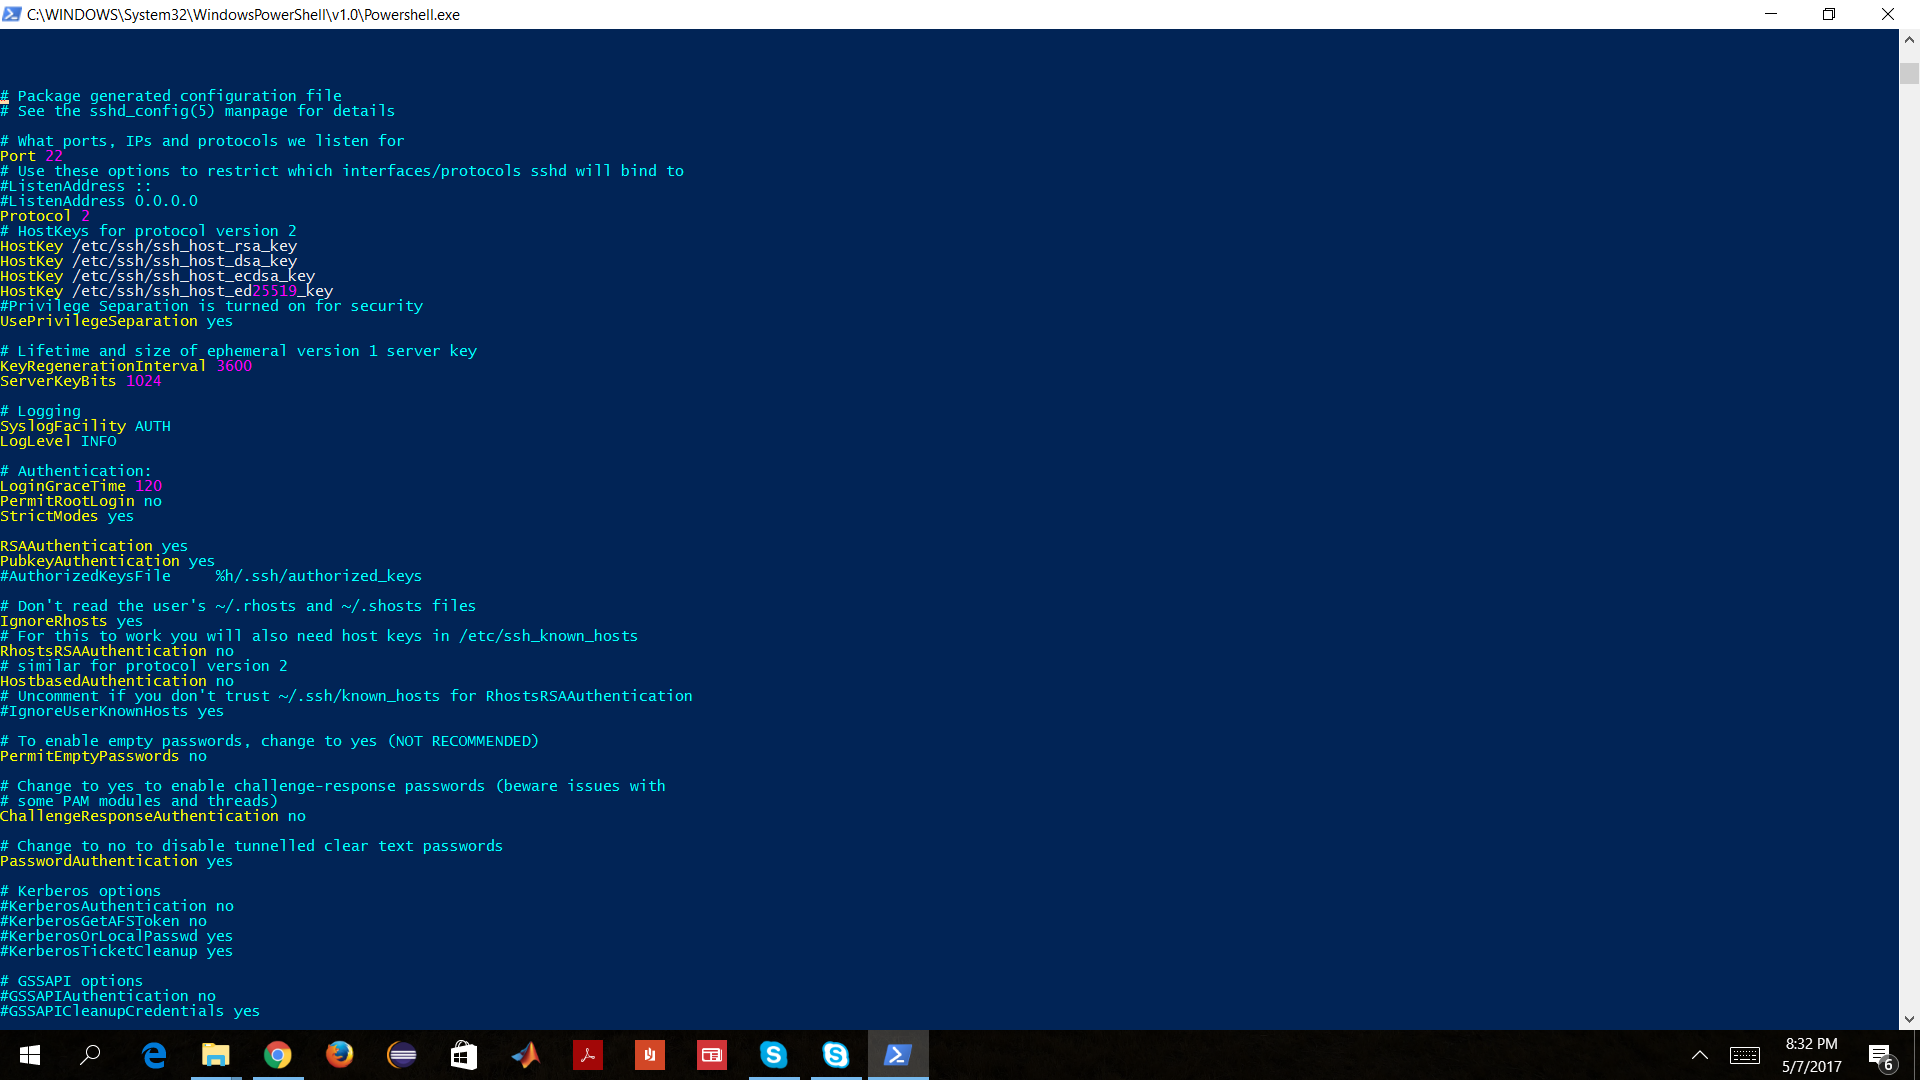 C:\WINDOWS\System32\WindowsPowerShell\v1.0\Powershell.exe
# Package generated configuration file
# See the sshd_config(5) manpage for details
# What ports, IPs and protocols we listen for
Port 22
# Use these options to restrict which interfaces/protocols sshd will bind to
#ListenAddress ::
#ListenAddress 0.0.0.0
Protocol 2
# HostKeys for protocol version 2
HostKey /etc/ssh/ssh_host_rsa_key
HostKey /etc/ssh/ssh_host_dsa_key
HostKey /etc/ssh/ssh_host_ecdsa_key
HostKey /etc/ssh/ssh_host_ed25519_key
#Privilege Separation is turned on for security
UsePrivilegeSeparation yes
# Lifetime and size of ephemeral version 1 server key
KeyRegenerationInterval 3600
ServerKeyBits 1024
# Logging
SyslogFacility AUTH
LogLevel INFO
# Authentication:
LoginGraceTime 120
PermitRootLogin no
StrictModes yes
RSAAuthentication yes
PubkeyAuthentication yes
#AuthorizedKeysFile     %h/.ssh/authorized_keys
# Don't read the user's ~/.rhosts and ~/.shosts files
IgnoreRhosts yes
# For this to work you will also need host keys in /etc/ssh_known_hosts
RhostsRSAAuthentication no
# similar for protocol version 2
HostbasedAuthentication no
# Uncomment if you don't trust ~/.ssh/known_hosts for RhostsRSAAuthentication
#IgnoreUserKnownHosts yes
# To enable empty passwords, change to yes (NOT RECOMMENDED)
PermitEmptyPasswords no
# Change to yes to enable challenge-response passwords (beware issues with
# some PAM modules and threads)
ChallengeResponseAuthentication no
# Change to no to disable tunnelled clear text passwords
PasswordAuthentication yes
# Kerberos options
#KerberosAuthentication no
#KerberosGetAFSToken no
#KerberosOrLocalPasswd yes
#KerberosTicketCleanup yes
# GSSAPI options
#GSSAPIAuthentication no
#GSSAPICleanupCredentials yes
8:32 PM
5/7/2017
6